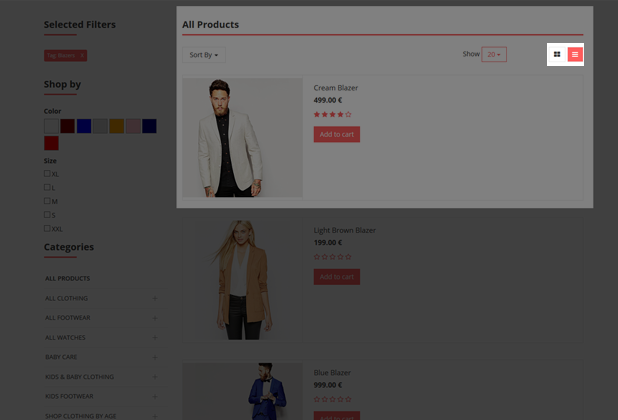 Selected Filters
Shop by
Color
Size
XL
L
M
S
XXL
Categories
ALL PRODUCTS
ALL CLOTHING +
ALL FOOTWEAR +
ALL WATCHES +
BABY CARE +
KIDS & BABY CLOTHING +
KIDS FOOTWEAR +
SHOP CLOTHING BY AGE +
All Products
Sort By
Show 20
Cream Blazer
499.00 €
Add to cart
Light Brown Blazer
199.00 €
Add to cart
Blue Blazer
999.00 €
Add to cart